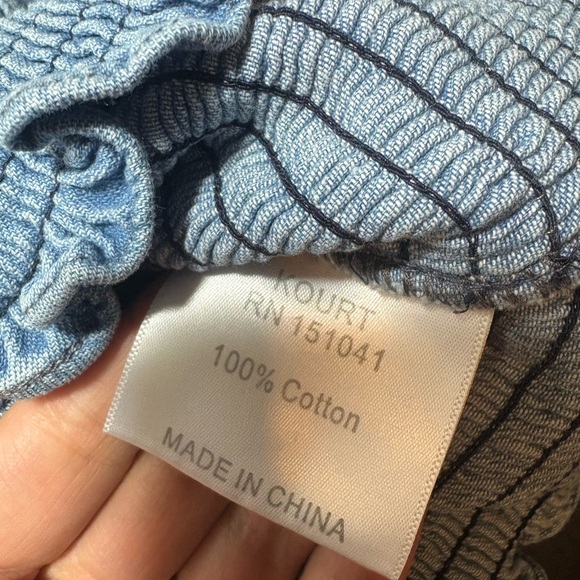 KOURT
RN 151041
100% Cotton
MADE IN CHINA